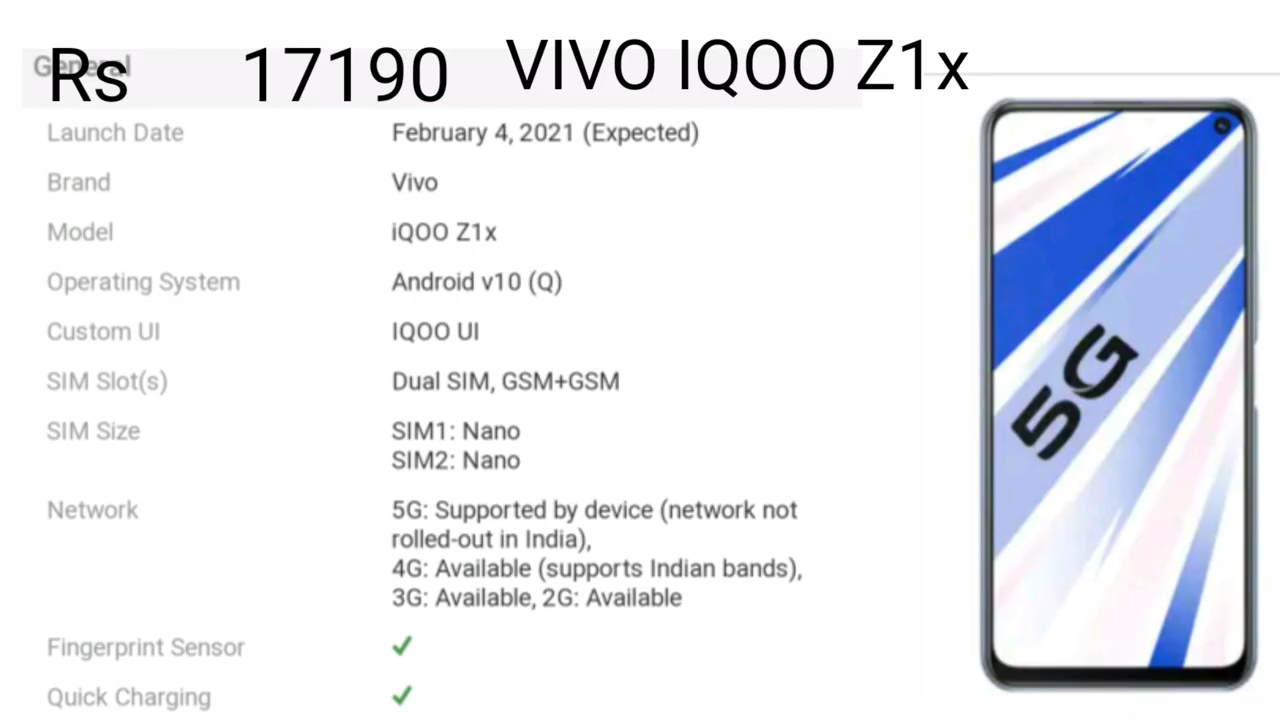 General
Rs 17190 VIVO IQOO Z1x
Launch Date February 4, 2021 (Expected)
Brand Vivo
Model iQOO Z1x
Operating System Android v10 (Q)
Custom UI IQOO UI
SIM Slot(s) Dual SIM, GSM+GSM
SIM Size SIM1: Nano
SIM2: Nano
Network 5G: Supported by device (network not
rolled-out in India),
4G: Available (supports Indian bands),
3G: Available, 2G: Available
Fingerprint Sensor ✓
Quick Charging ✓
5G